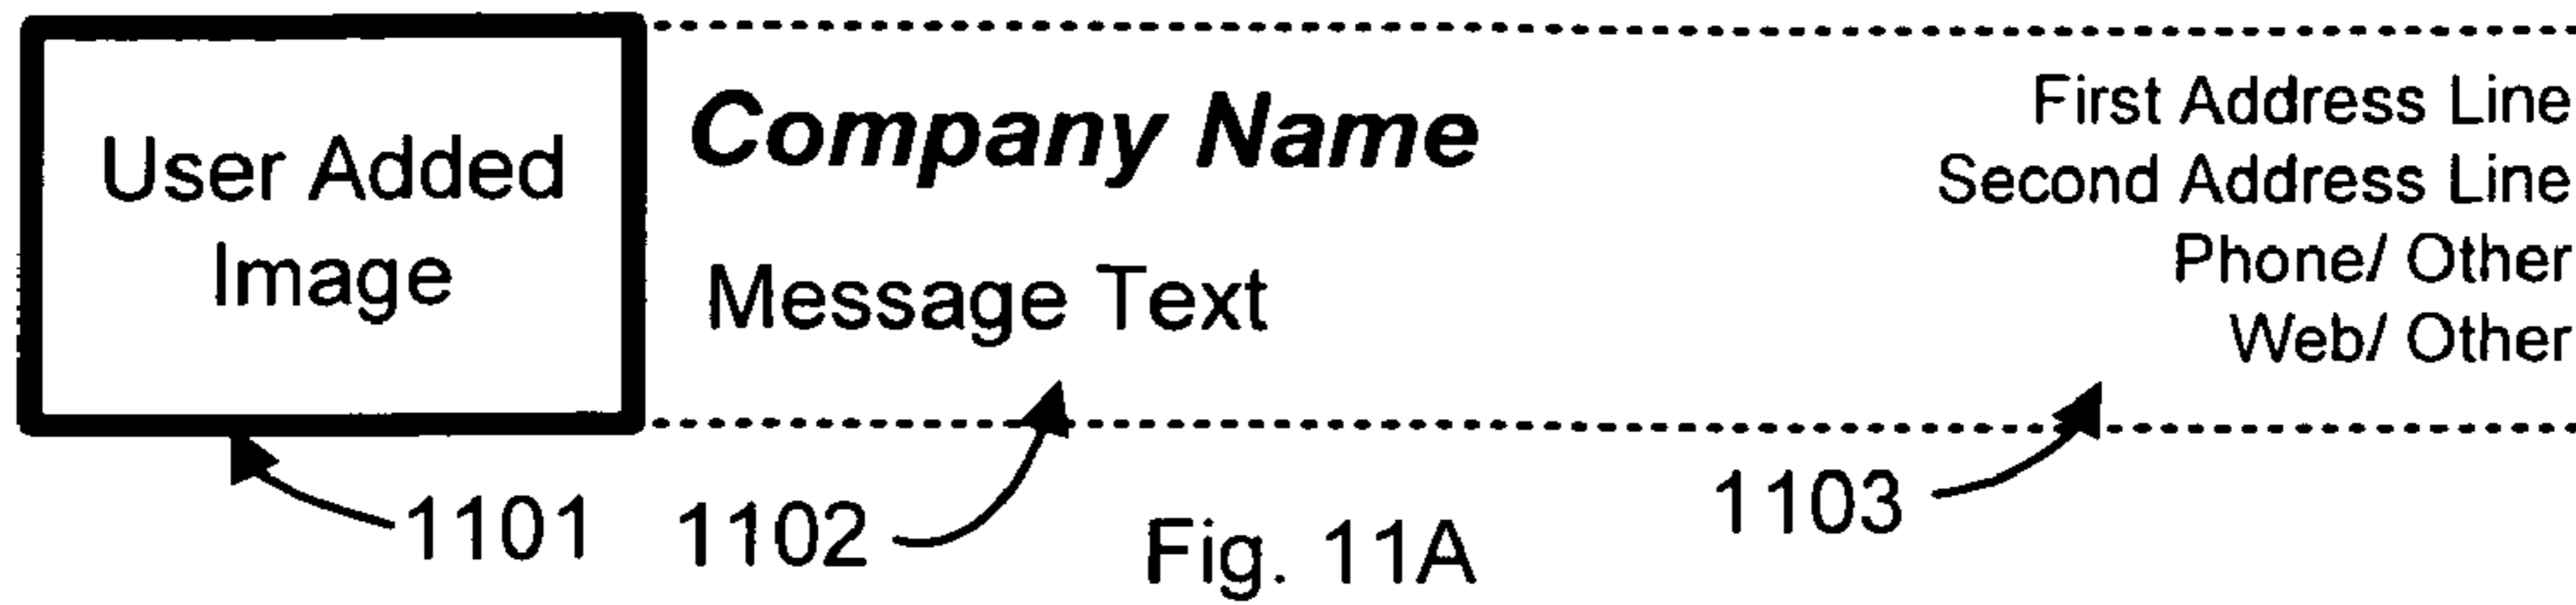 User Added
Image
Company Name
Message Text
First Address Line
Second Address Line
Phone/ Other
Web/ Other
1101
1102
1103
Fig. 11A